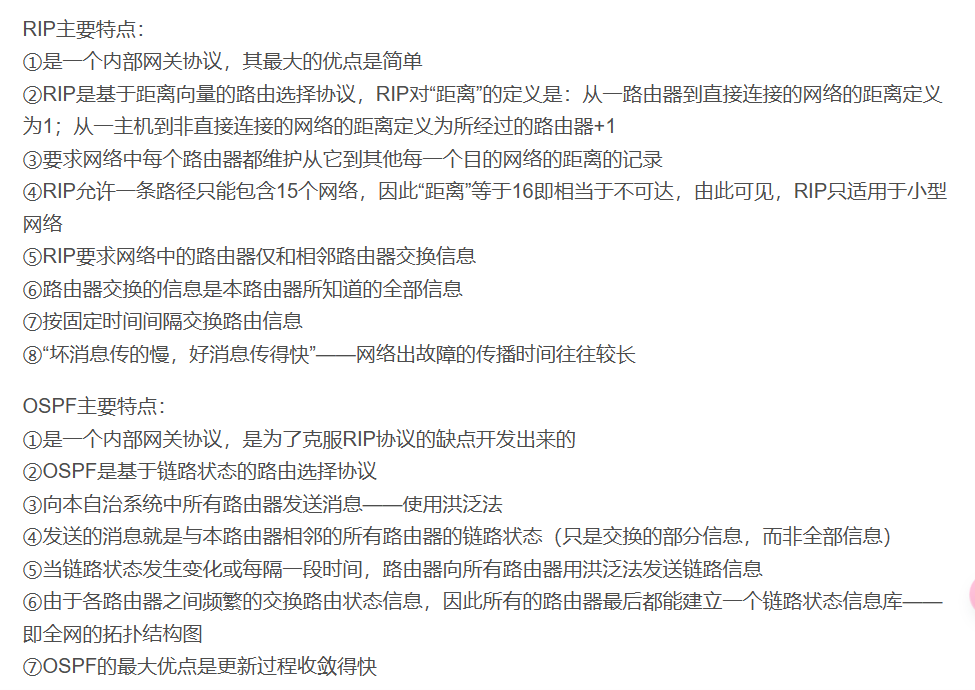 RIP主要特点：
①是一个内部网关协议，其最大的优点是简单
②RIP是基于距离向量的路由选择协议，RIP对“距离”的定义是：从一路由器到直接连接的网络的距离定义
为1；从一主机到非直接连接的网络的距离定义为所经过的路由器+1
③要求网络中每个路由器都维护从它到其他每一个目的网络的距离的记录
④RIP允许一条路径只能包含15个网络，因此“距离”等于16即相当于不可达，由此可见，RIP只适用于小型
网络
⑤RIP要求网络中的路由器仅和相邻路由器交换信息
⑥路由器交换的信息是本路由器所知道的全部信息
⑦按固定时间间隔交换路由信息
⑧“坏消息传的慢，好消息传得快”——网络出故障的传播时间往往较长
OSPF主要特点：
①是一个内部网关协议，是为了克服RIP协议的缺点开发出来的
②OSPF是基于链路状态的路由选择协议
③向本自治系统中所有路由器发送消息——使用洪泛法
④发送的消息就是与本路由器相邻的所有路由器的链路状态（只是交换的部分信息，而非全部信息）
⑤当链路状态发生变化或每隔一段时间，路由器向所有路由器用洪泛法发送链路信息
⑥由于各路由器之间频繁的交换路由状态信息，因此所有的路由器最后都能建立一个链路状态信息库——
即全网的拓扑结构图
⑦OSPF的最大优点是更新过程收敛得快